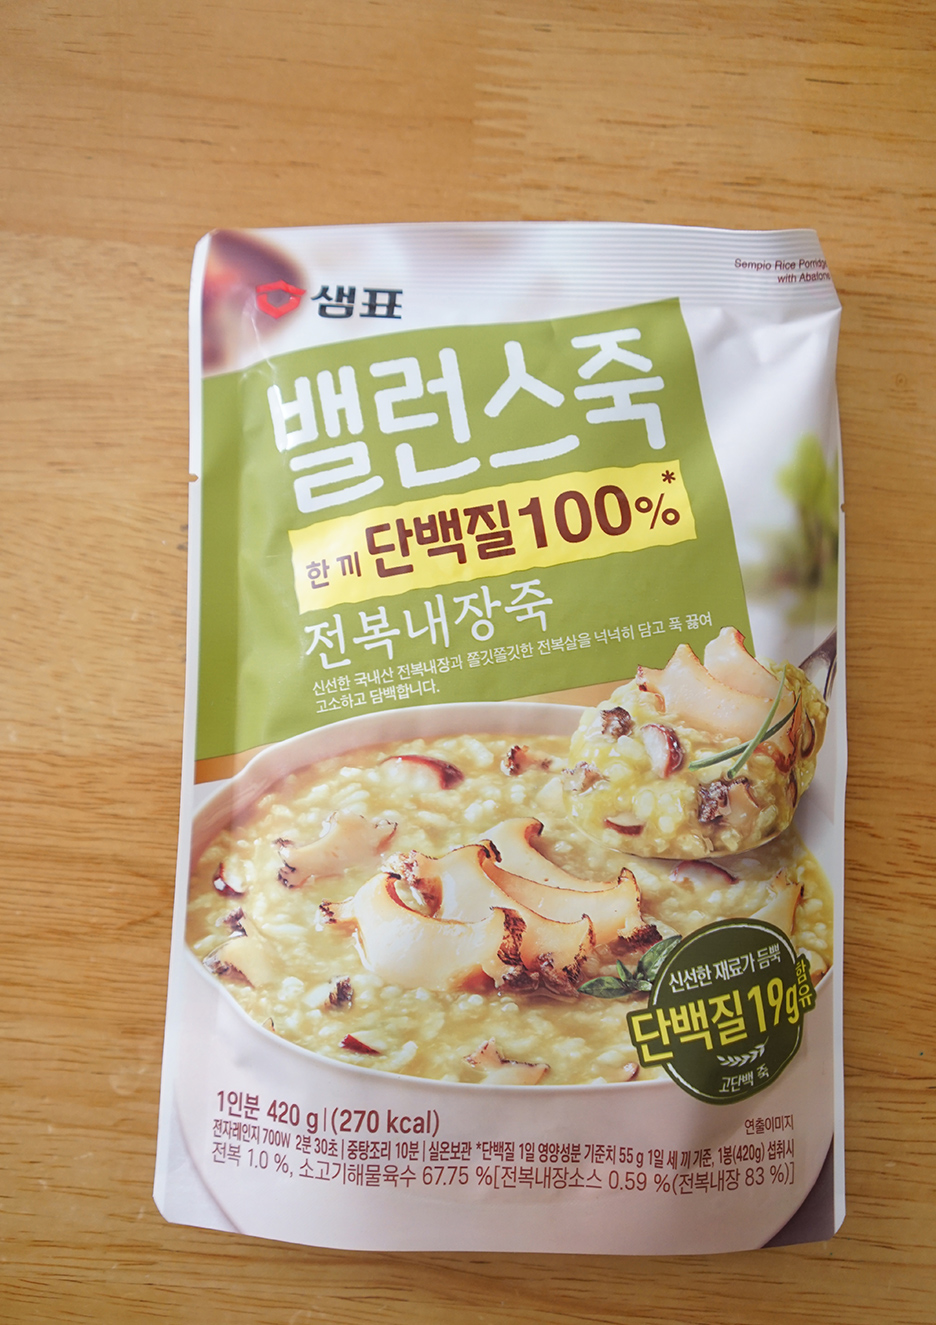 샘표
Sempio Rice Porridge
with Abalone
밸런스죽
한 끼 단백질 100%*
전복내장죽
신선한 국내산 전복내장과 쫄깃쫄깃한 전복살을 넉넉히 담고 푹 끓여
고소하고 담백합니다.
신선한 재료가 듬뿍
단백질 19g 함유
고단백 죽
1인분 420 g | (270 kcal)
연출이미지
전자레인지 700W 2분 30초 | 중탕조리 10분 | 실온보관 *단백질 1일 영양성분 기준치 55 g 1일 세 끼 기준, 1봉(420g) 섭취시
전복 1.0 %, 소고기해물육수 67.75 %[전복내장소스 0.59 %(전복내장 83 %)]